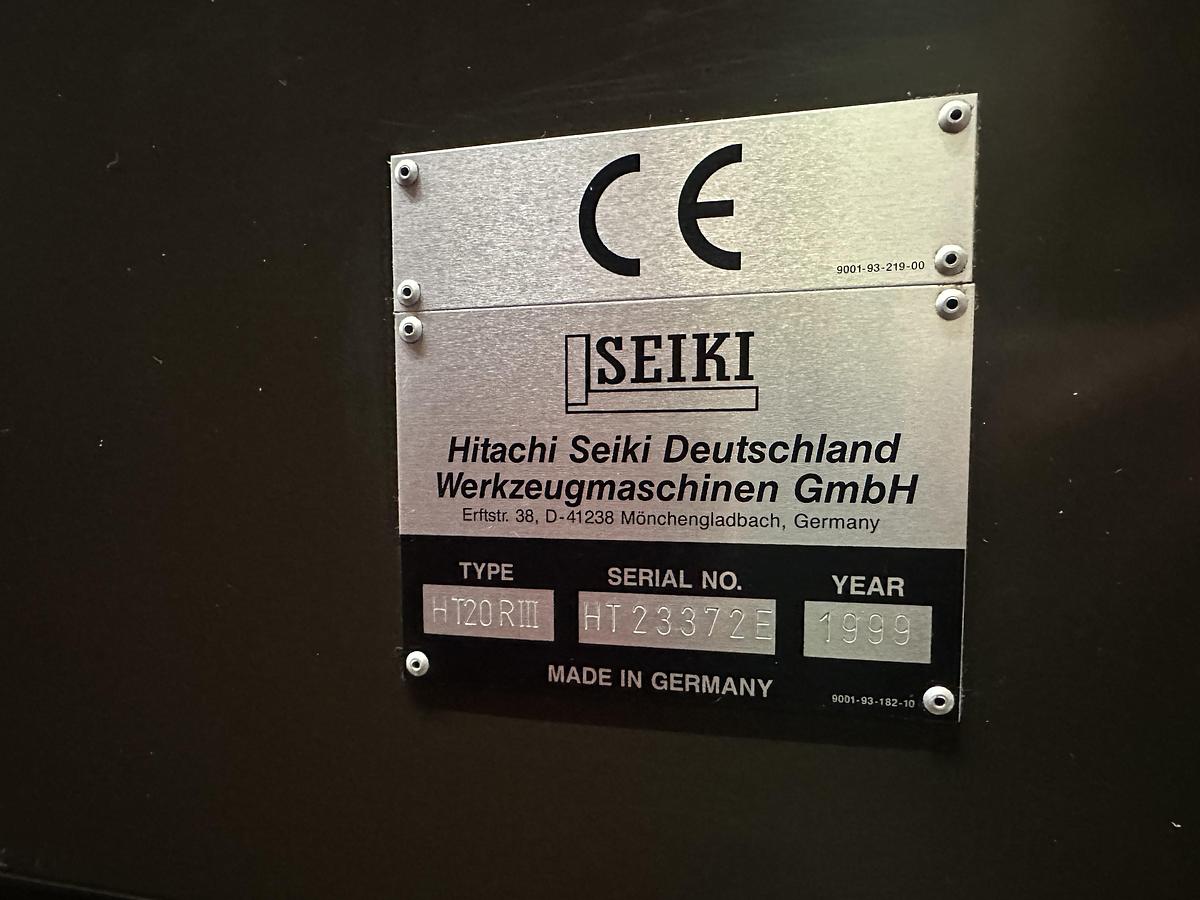 CE
9001-93-219-00
SEIKI
Hitachi Seiki Deutschland
Werkzeugmaschinen GmbH
Erftstr. 38, D-41238 Mönchengladbach, Germany
TYPE SERIAL NO. YEAR
HT20RIII HT23372E 1999
MADE IN GERMANY
9001-93-182-10